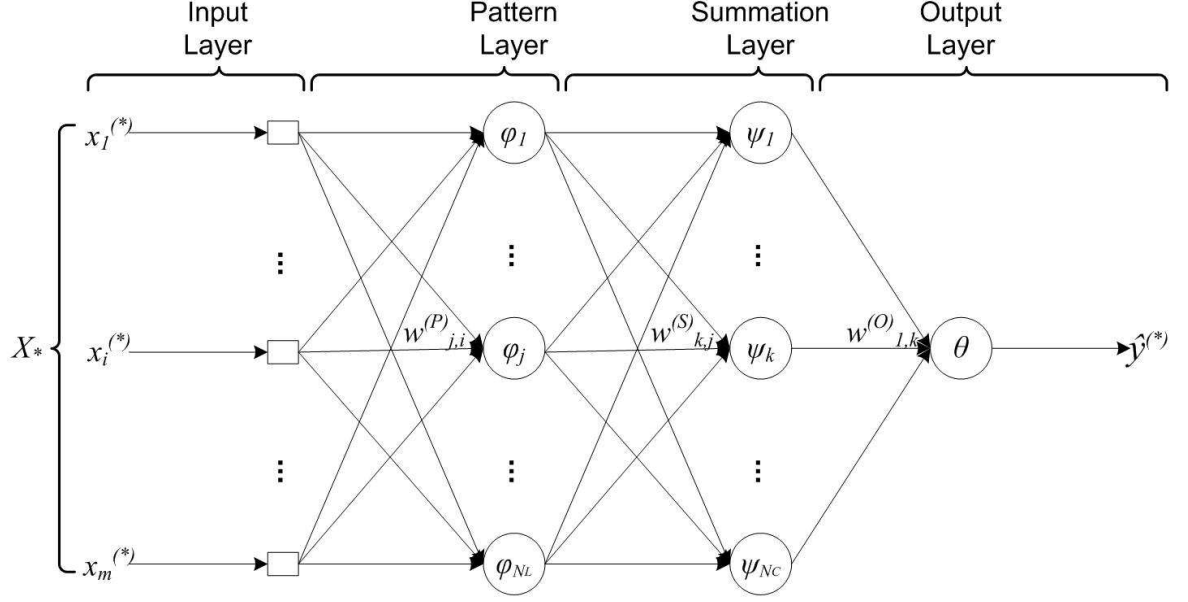 Input Layer
Pattern Layer
Summation Layer
Output Layer
x₁⁽*⁾
φ₁
ψ₁
⋮
⋮
⋮
X*
xᵢ⁽*⁾
w⁽ᴾ⁾j,i
φj
w⁽ˢ⁾k,j
ψk
w⁽ᴼ⁾1,k
θ
ŷ⁽*⁾
⋮
⋮
⋮
xₘ⁽*⁾
φNL
ψNC